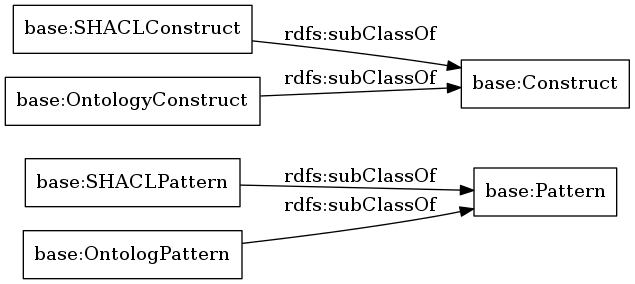 base:SHACLConstruct
rdfs:subClassOf
base:Construct
base:OntologyConstruct
rdfs:subClassOf
base:SHACLPattern
rdfs:subClassOf
base:Pattern
base:OntologPattern
rdfs:subClassOf